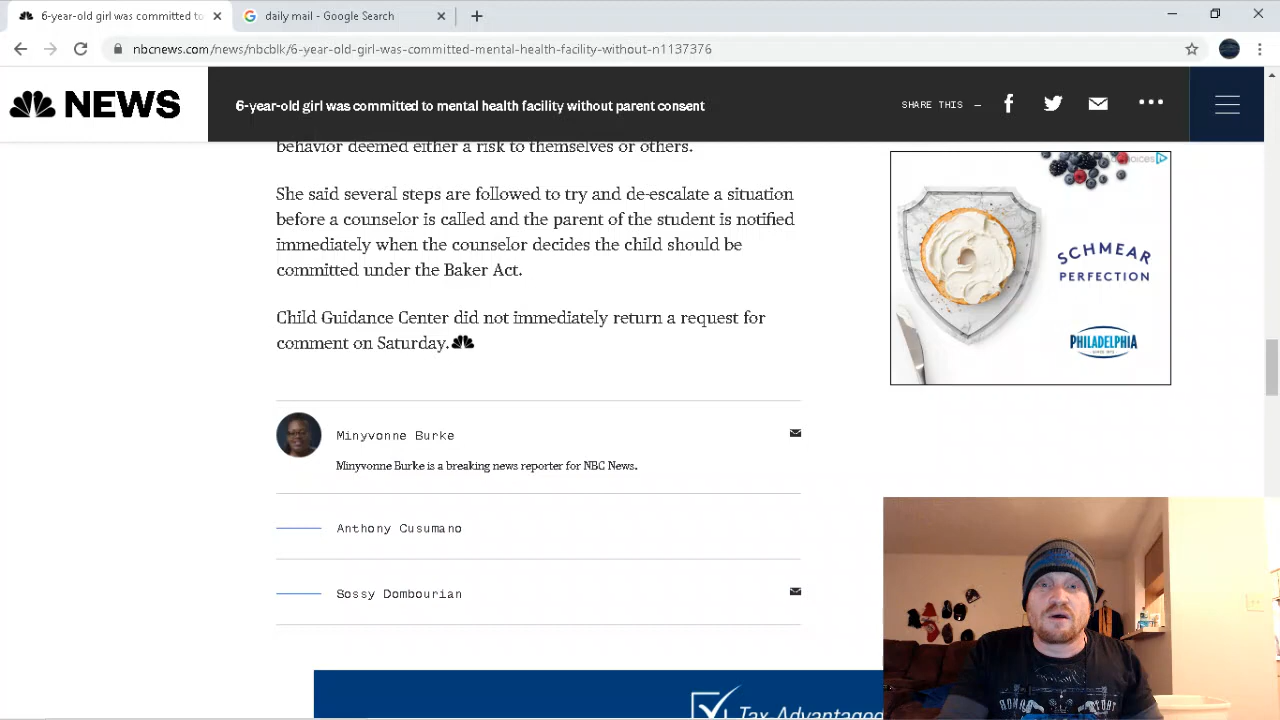 6-year-old girl was committed to
daily mail - Google Search
nbcnews.com/news/nbcblk/6-year-old-girl-was-committed-mental-health-facility-without-n1137376
NEWS
6-year-old girl was committed to mental health facility without parent consent
SHARE THIS —
behavior deemed either a risk to themselves or others.
She said several steps are followed to try and de-escalate a situation
before a counselor is called and the parent of the student is notified
immediately when the counselor decides the child should be
committed under the Baker Act.
Child Guidance Center did not immediately return a request for
comment on Saturday.
Minyvonne Burke
Minyvonne Burke is a breaking news reporter for NBC News.
Anthony Cusumano
Sossy Dombourian
SCHMEAR
PERFECTION
PHILADELPHIA
Tax Advantaged